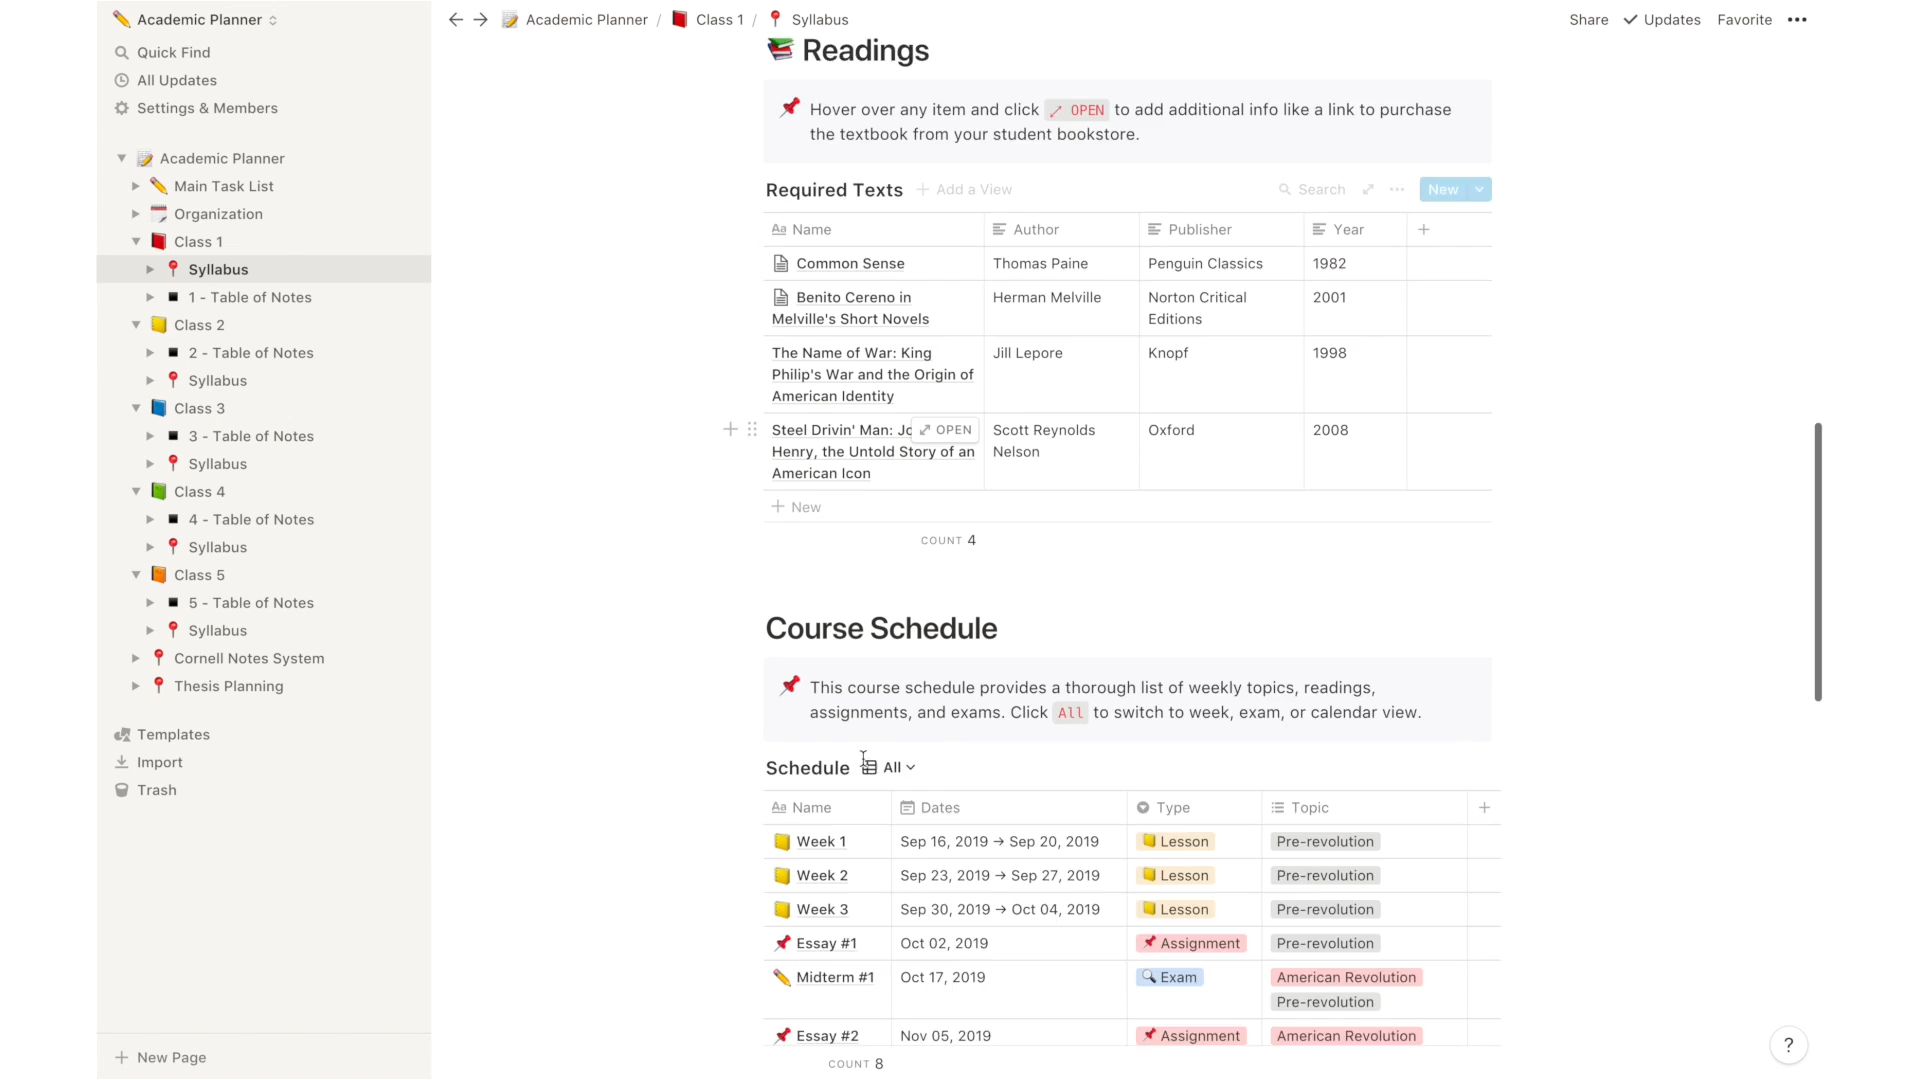 Academic Planner
Quick Find
All Updates
Settings & Members
Academic Planner
Main Task List
Organization
Class 1
Syllabus
1 - Table of Notes
Class 2
2 - Table of Notes
Syllabus
Class 3
3 - Table of Notes
Syllabus
Class 4
4 - Table of Notes
Syllabus
Class 5
5 - Table of Notes
Syllabus
Cornell Notes System
Thesis Planning
Templates
Import
Trash
New Page
Academic Planner / Class 1 / Syllabus
Share Updates Favorite
Readings
Hover over any item and click OPEN to add additional info like a link to purchase
the textbook from your student bookstore.
Required Texts Add a View Search New
Aa Name Author Publisher Year
Common Sense Thomas Paine Penguin Classics 1982
Benito Cereno in Herman Melville Norton Critical 2001
Melville's Short Novels Editions
The Name of War: King Jill Lepore Knopf 1998
Philip's War and the Origin of
American Identity
Steel Drivin' Man: Jo OPEN Scott Reynolds Oxford 2008
Henry, the Untold Story of an Nelson
American Icon
New
COUNT 4
Course Schedule
This course schedule provides a thorough list of weekly topics, readings,
assignments, and exams. Click All to switch to week, exam, or calendar view.
Schedule All
Aa Name Dates Type Topic
Week 1 Sep 16, 2019 → Sep 20, 2019 Lesson Pre-revolution
Week 2 Sep 23, 2019 → Sep 27, 2019 Lesson Pre-revolution
Week 3 Sep 30, 2019 → Oct 04, 2019 Lesson Pre-revolution
Essay #1 Oct 02, 2019 Assignment Pre-revolution
Midterm #1 Oct 17, 2019 Exam American Revolution
Pre-revolution
Essay #2 Nov 05, 2019 Assignment American Revolution
COUNT 8
?